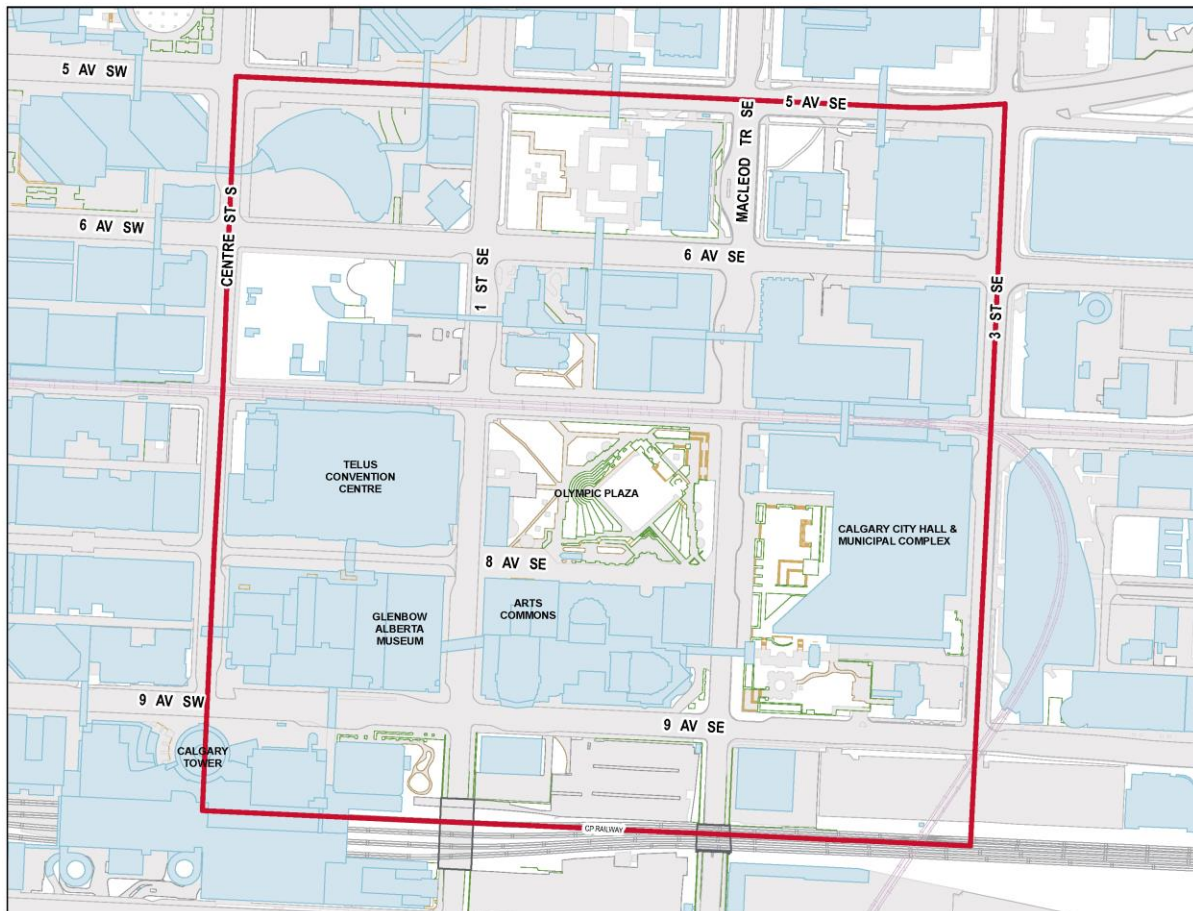 5 AV SW
5 AV SE
MACLEOD TR SE
CENTRE ST S
6 AV SW
6 AV SE
1 ST SE
3 ST SE
TELUS
CONVENTION
CENTRE
OLYMPIC PLAZA
CALGARY CITY HALL &
MUNICIPAL COMPLEX
8 AV SE
ARTS
COMMONS
GLENBOW
ALBERTA
MUSEUM
9 AV SW
9 AV SE
CALGARY
TOWER
CP RAILWAY